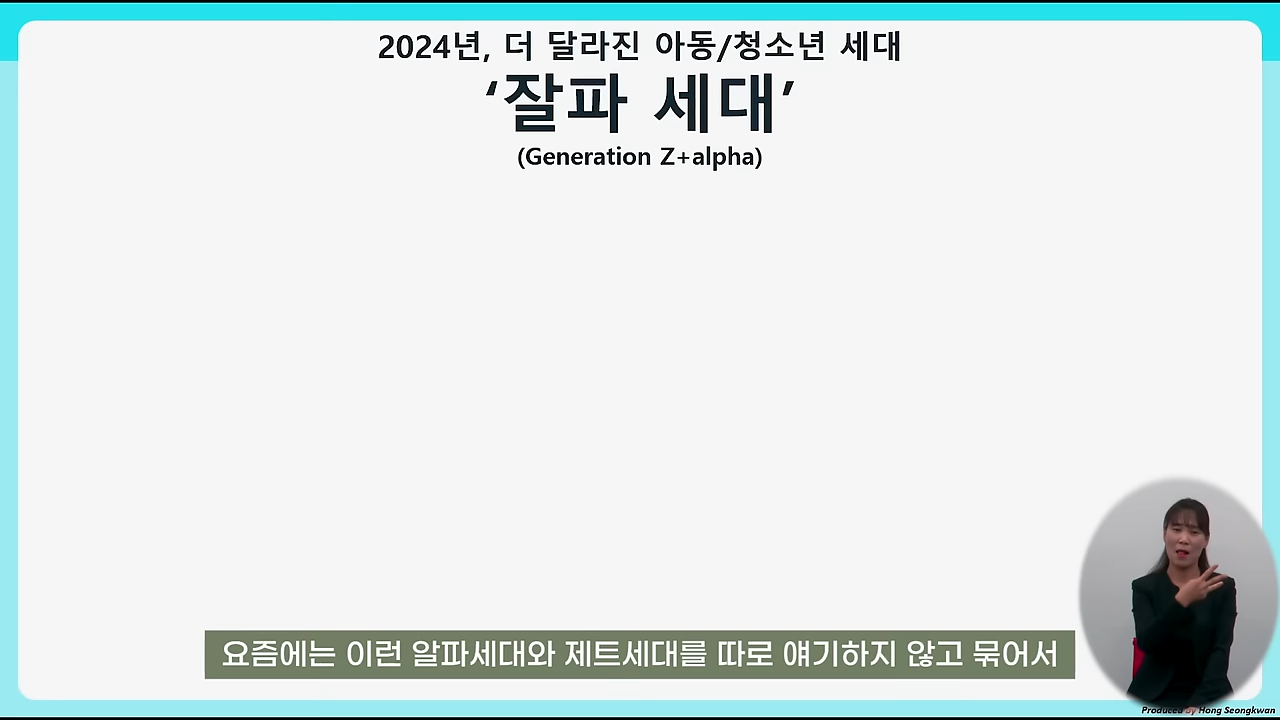 2024년, 더 달라진 아동/청소년 세대
‘잘파 세대’
(Generation Z+alpha)
요즘에는 이런 알파세대와 제트세대를 따로 얘기하지 않고 묶어서
Produced by Hong Seongkwan